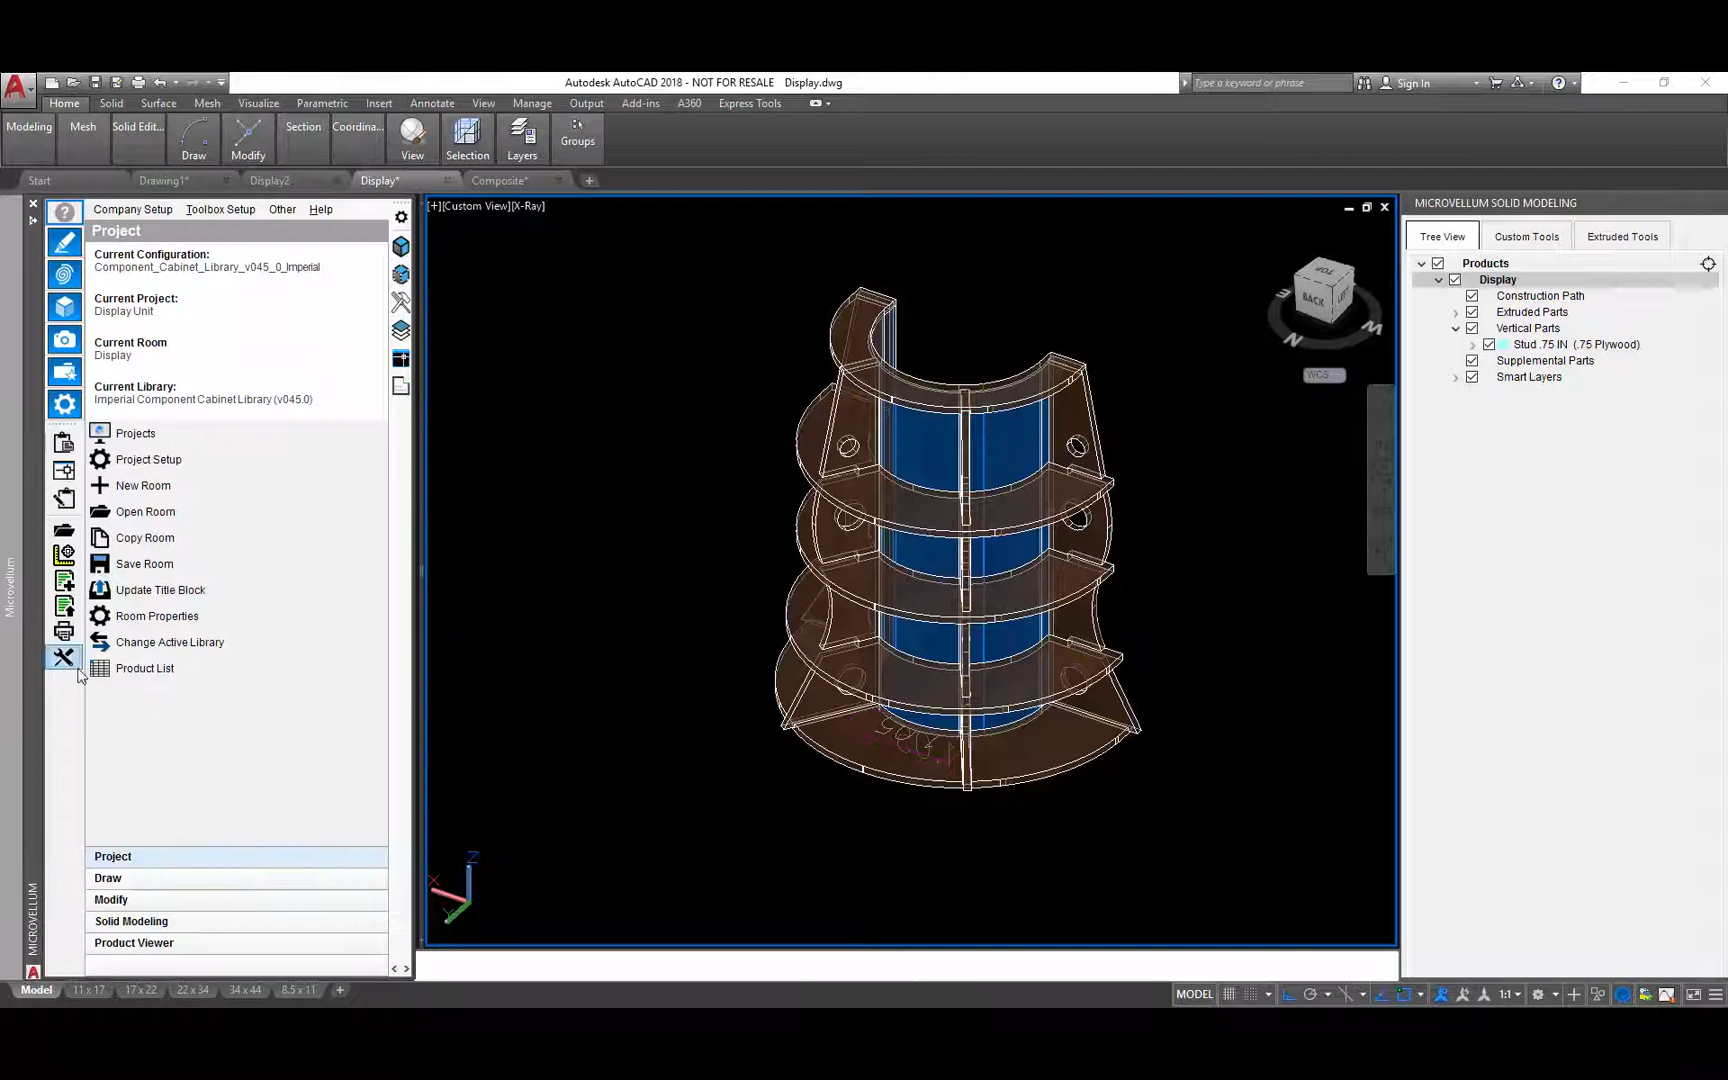 Autodesk AutoCAD 2018 - NOT FOR RESALE Display.dwg
Type a keyword or phrase
Sign In
Home Solid Surface Mesh Visualize Parametric Insert Annotate View Manage Output Add-ins A360 Express Tools
Modeling Mesh Solid Edit... Draw Modify Section Coordina... View Selection Layers Groups
Start Drawing1* Display2 Display* Composite*
Company Setup Toolbox Setup Other Help
Project
Current Configuration:
Component_Cabinet_Library_v045_0_Imperial
Current Project:
Display Unit
Current Room
Display
Current Library:
Imperial Component Cabinet Library (v045.0)
Projects
Project Setup
New Room
Open Room
Copy Room
Save Room
Update Title Block
Room Properties
Change Active Library
Product List
Project
Draw
Modify
Solid Modeling
Product Viewer
Microvellum
MICROVELLUM
[+][Custom View][X-Ray]
TOP
BACK
LEFT
E
N
WCS
Z
X
Y
MICROVELLUM SOLID MODELING
Tree View Custom Tools Extruded Tools
Products
Display
Construction Path
Extruded Parts
Vertical Parts
Stud .75 IN (.75 Plywood)
Supplemental Parts
Smart Layers
Model 11 x 17 17 x 22 22 x 34 34 x 44 8.5 x 11
MODEL
1:1